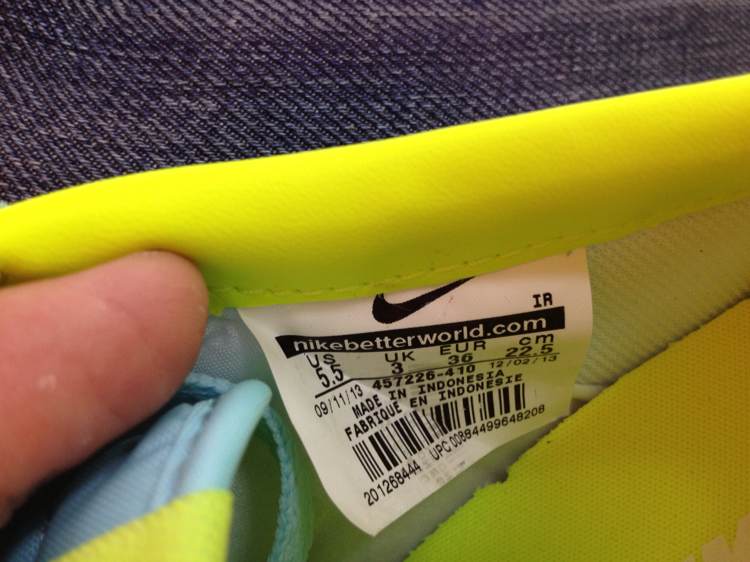 IR
nikebetterworld.com
US UK EUR cm
5.5 3 36 22.5
457226-410
09/11/13 12/02/13
MADE IN INDONESIA
FABRIQUE EN INDONESIE
201268444 UPC 00884499648208